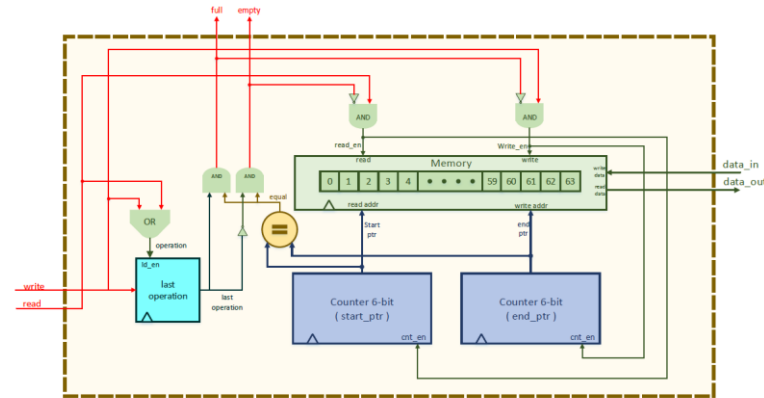 full
empty
AND
AND
read_en
Write_en
read
Memory
write
data_in
write
data
0 1 2 3 4 • • • • 59 60 61 62 63
read
data
data_out
AND
AND
equal
read addr
write addr
=
Start
ptr
end
ptr
OR
operation
ld_en
last
operation
last
operation
write
read
Counter 6-bit
( start_ptr )
cnt_en
Counter 6-bit
( end_ptr )
cnt_en